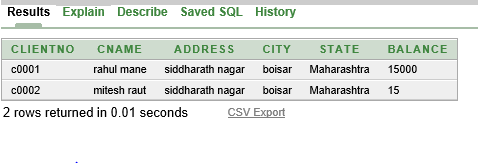 Results Explain Describe Saved SQL History
CLIENTNO CNAME ADDRESS CITY STATE BALANCE
c0001 rahul mane siddharath nagar boisar Maharashtra 15000
c0002 mitesh raut siddharath nagar boisar Maharashtra 15
2 rows returned in 0.01 seconds CSV Export